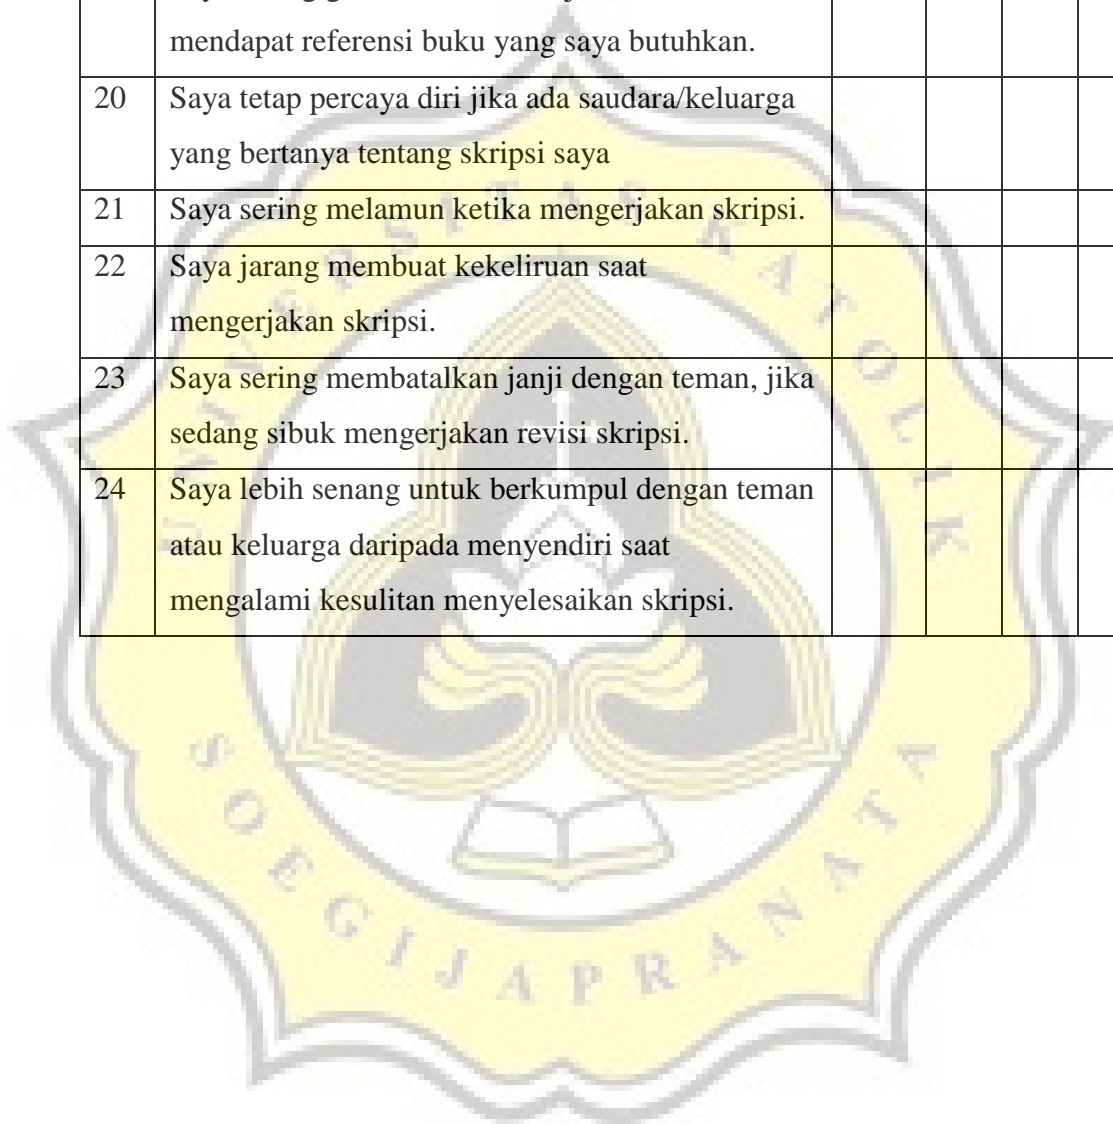 mendapat referensi buku yang saya butuhkan.
20 Saya tetap percaya diri jika ada saudara/keluarga
yang bertanya tentang skripsi saya
21 Saya sering melamun ketika mengerjakan skripsi.
22 Saya jarang membuat kekeliruan saat
mengerjakan skripsi.
23 Saya sering membatalkan janji dengan teman, jika
sedang sibuk mengerjakan revisi skripsi.
24 Saya lebih senang untuk berkumpul dengan teman
atau keluarga daripada menyendiri saat
mengalami kesulitan menyelesaikan skripsi.
UNIVERSITAS KATOLIK
SOEGIJAPRANATA